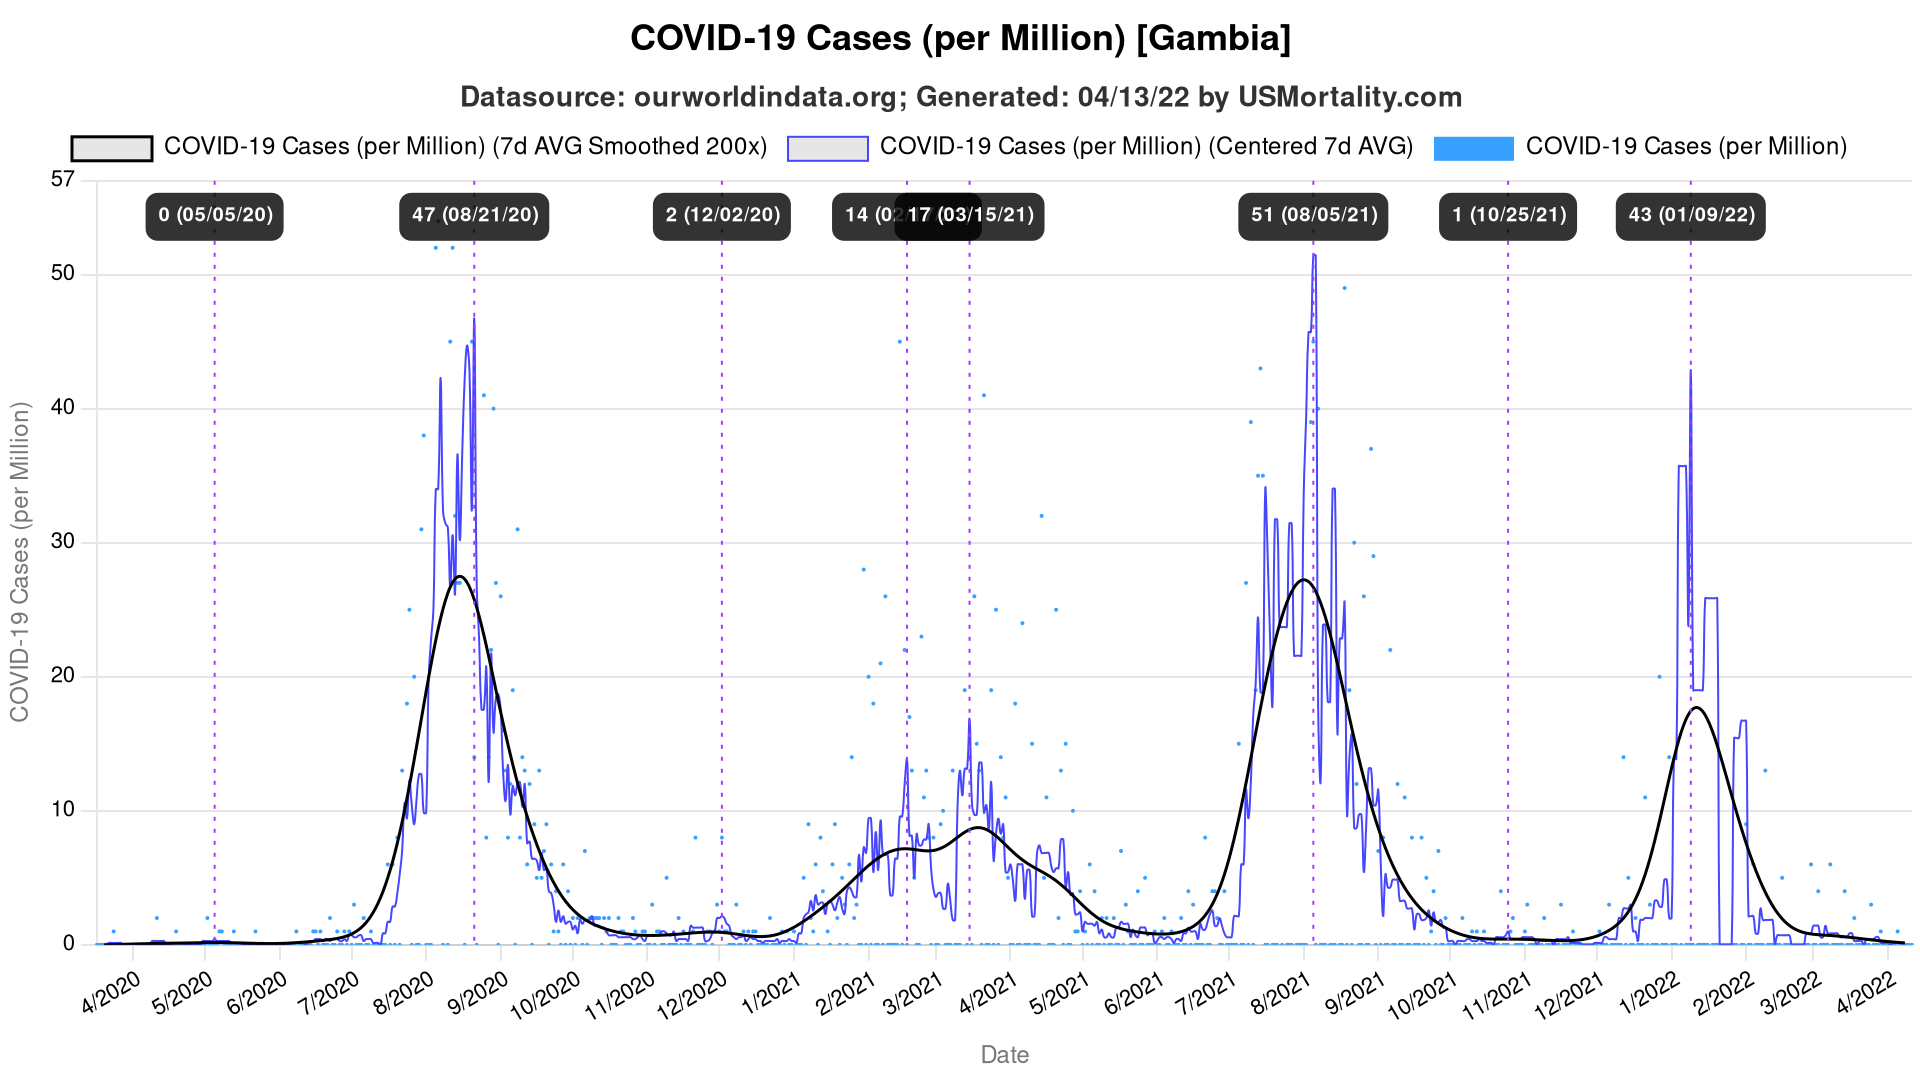 COVID-19 Cases (per Million) [Gambia]
Datasource: ourworldindata.org; Generated: 04/13/22 by USMortality.com
COVID-19 Cases (per Million) (7d AVG Smoothed 200x) COVID-19 Cases (per Million) (Centered 7d AVG) COVID-19 Cases (per Million)
57
0 (05/05/20) 47 (08/21/20) 2 (12/02/20) 14 (02 17 (03/15/21) 51 (08/05/21) 1 (10/25/21) 43 (01/09/22)
50
40
30
20
10
0
COVID-19 Cases (per Million)
4/2020 5/2020 6/2020 7/2020 8/2020 9/2020 10/2020 11/2020 12/2020 1/2021 2/2021 3/2021 4/2021 5/2021 6/2021 7/2021 8/2021 9/2021 10/2021 11/2021 12/2021 1/2022 2/2022 3/2022 4/2022
Date